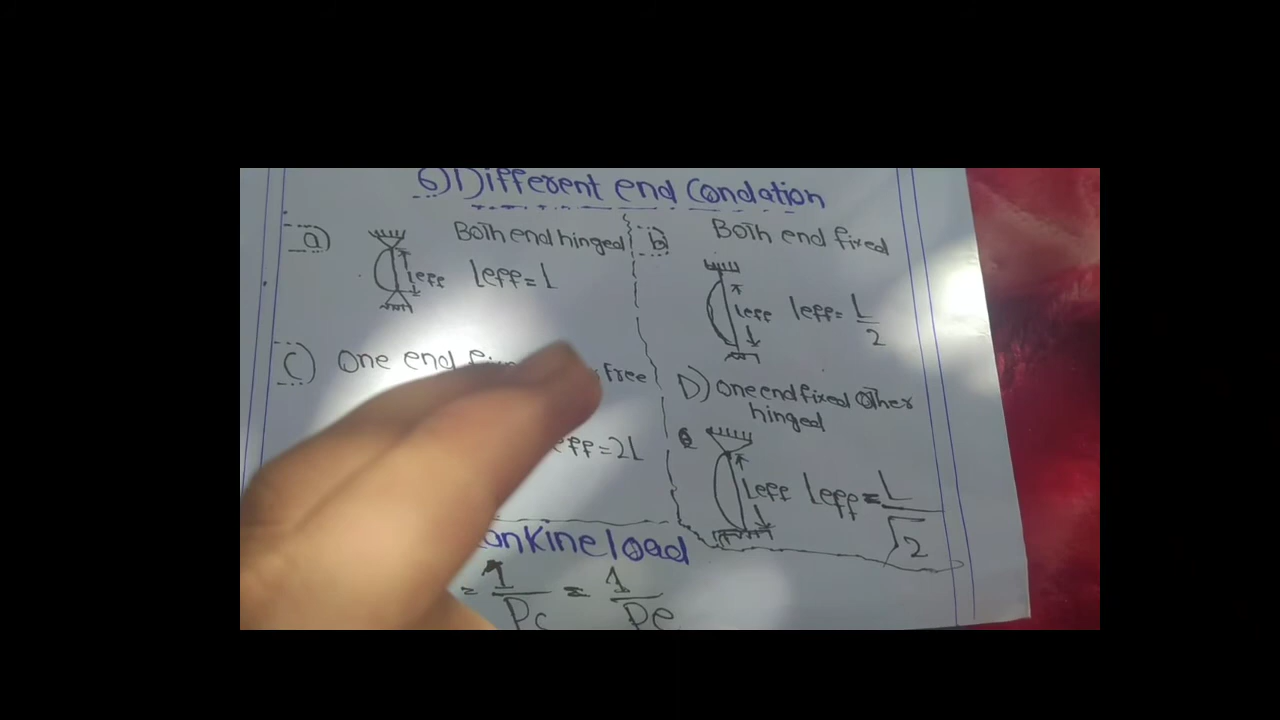 6) Different end Condation
a) Both end hinged
leff leff = L
b) Both end fixed
leff leff = L/2
C) One end free
eff = 2L
D) One end fixed Other
hinged
Leff Leff = L/√2
ankine load
= 1/Pc = 1/Pe